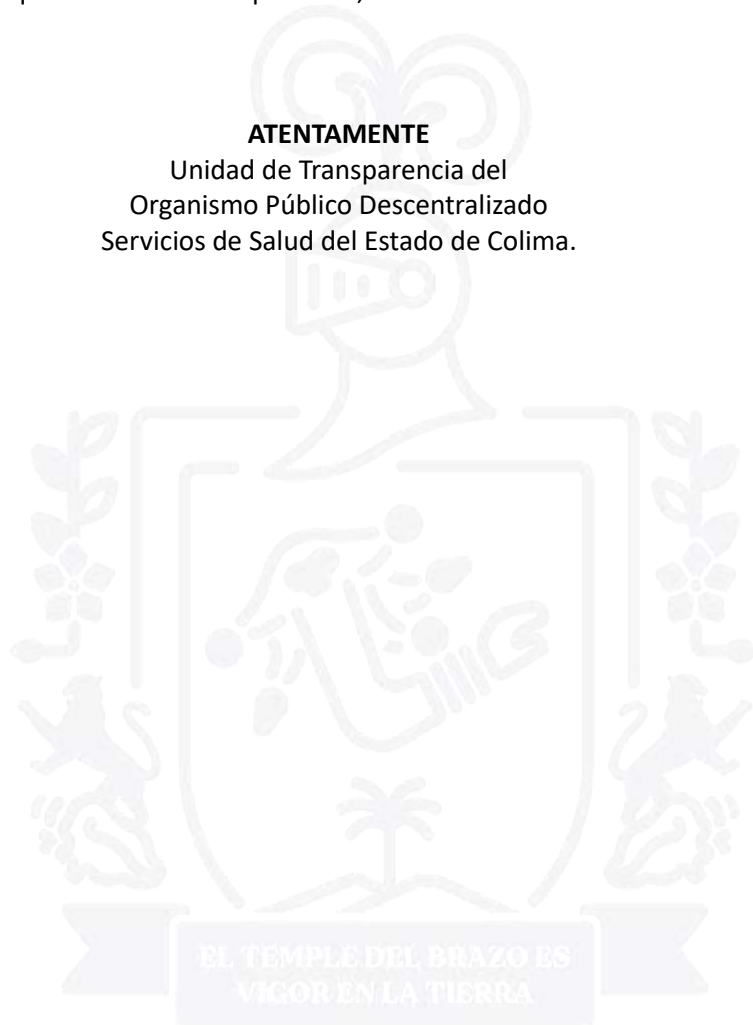 ATENTAMENTE
Unidad de Transparencia del
Organismo Público Descentralizado
Servicios de Salud del Estado de Colima.
EL TEMPLE DEL BRAZO ES
VIGOR EN LA TIERRA